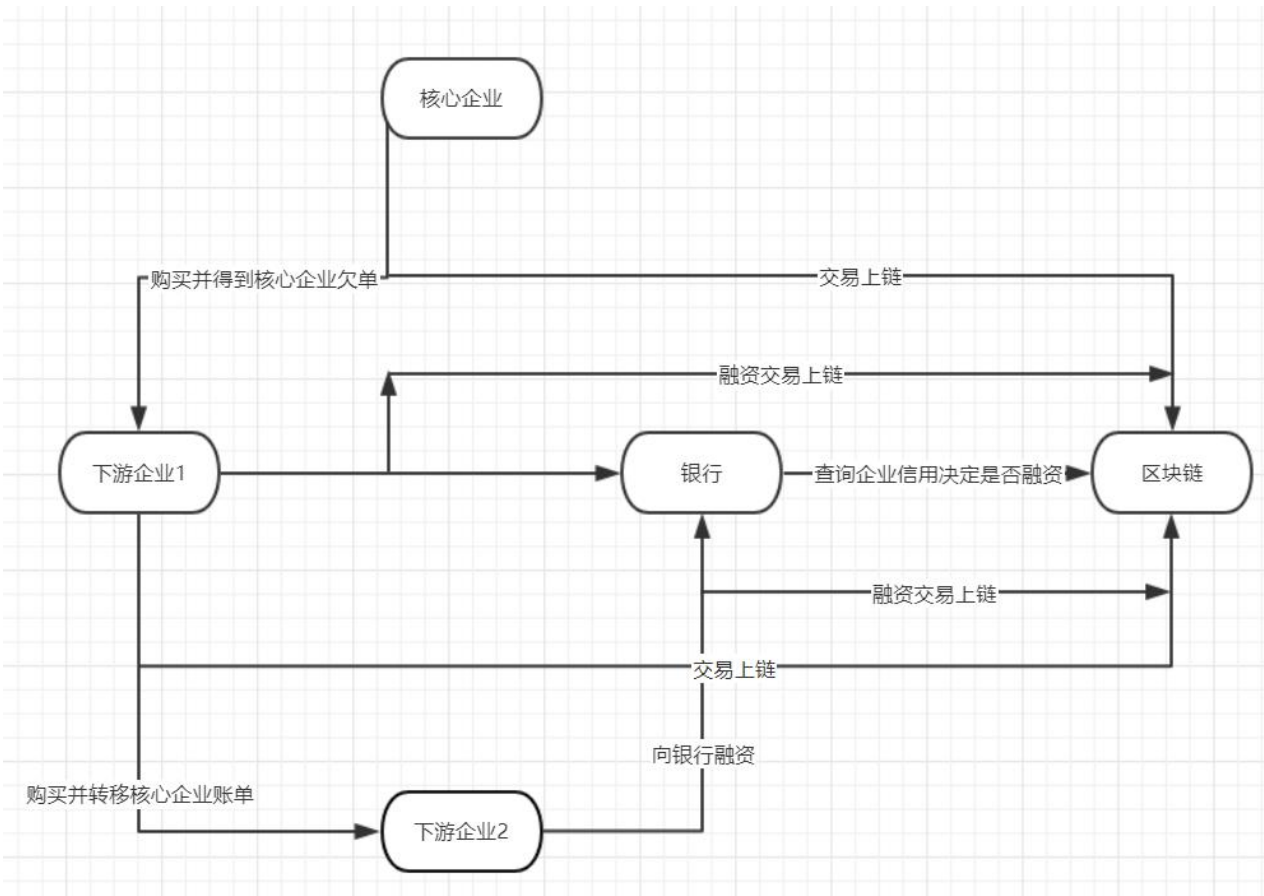 核心企业
购买并得到核心企业欠单
交易上链
融资交易上链
下游企业1
银行
查询企业信用决定是否融资
区块链
融资交易上链
交易上链
向银行融资
购买并转移核心企业账单
下游企业2